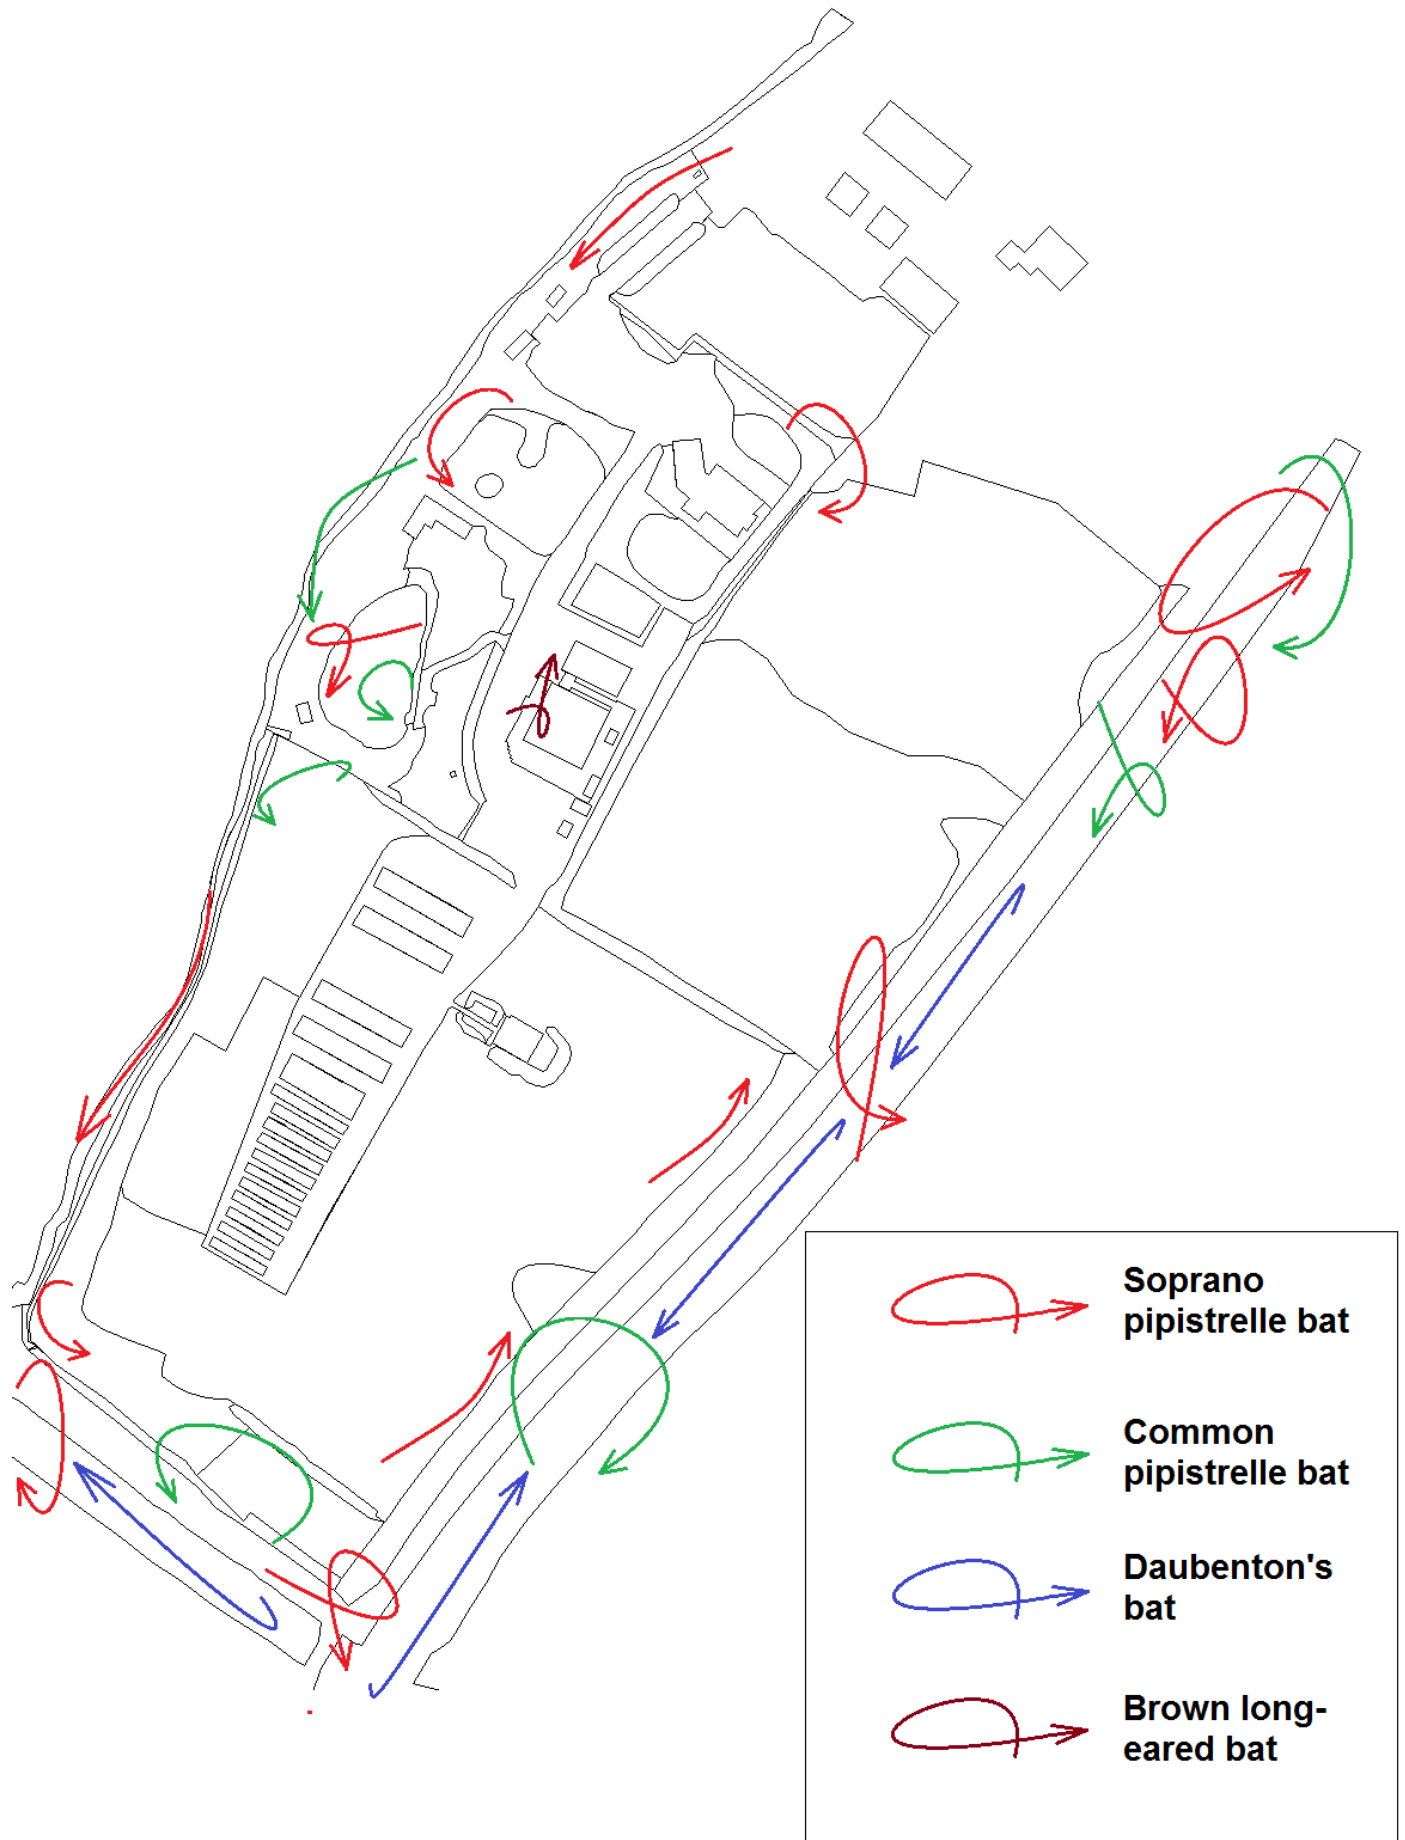 Soprano
pipistrelle bat
Common
pipistrelle bat
Daubenton's
bat
Brown long-
eared bat